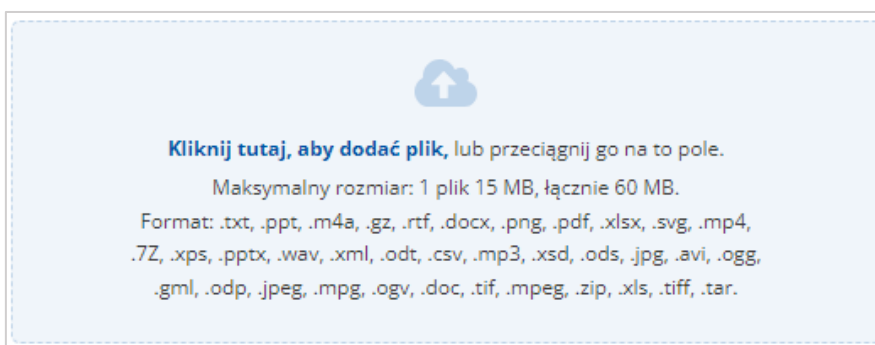 Kliknij tutaj, aby dodać plik, lub przeciągnij go na to pole.
Maksymalny rozmiar: 1 plik 15 MB, łącznie 60 MB.
Format: .txt, .ppt, .m4a, .gz, .rtf, .docx, .png, .pdf, .xlsx, .svg, .mp4,
.7Z, .xps, .pptx, .wav, .xml, .odt, .csv, .mp3, .xsd, .ods, .jpg, .avi, .ogg,
.gml, .odp, .jpeg, .mpg, .ogv, .doc, .tif, .mpeg, .zip, .xls, .tiff, .tar.